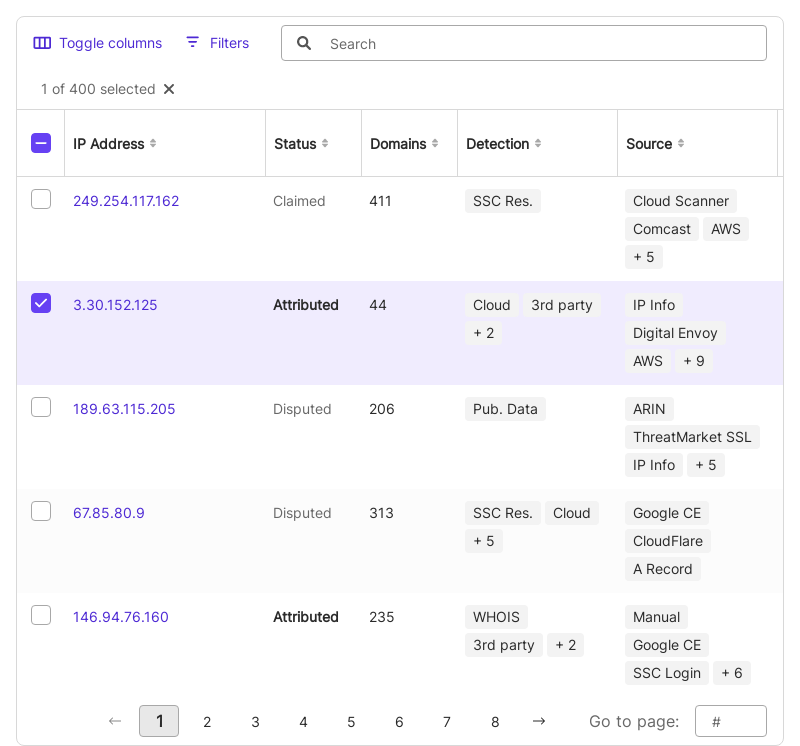 Toggle columns Filters Search
1 of 400 selected
IP Address Status Domains Detection Source
249.254.117.162 Claimed 411 SSC Res. Cloud Scanner
Comcast AWS
+ 5
3.30.152.125 Attributed 44 Cloud 3rd party IP Info
+ 2 Digital Envoy
AWS + 9
189.63.115.205 Disputed 206 Pub. Data ARIN
ThreatMarket SSL
IP Info + 5
67.85.80.9 Disputed 313 SSC Res. Cloud Google CE
+ 5 CloudFlare
A Record
146.94.76.160 Attributed 235 WHOIS Manual
3rd party + 2 Google CE
SSC Login + 6
← 1 2 3 4 5 6 7 8 → Go to page: #